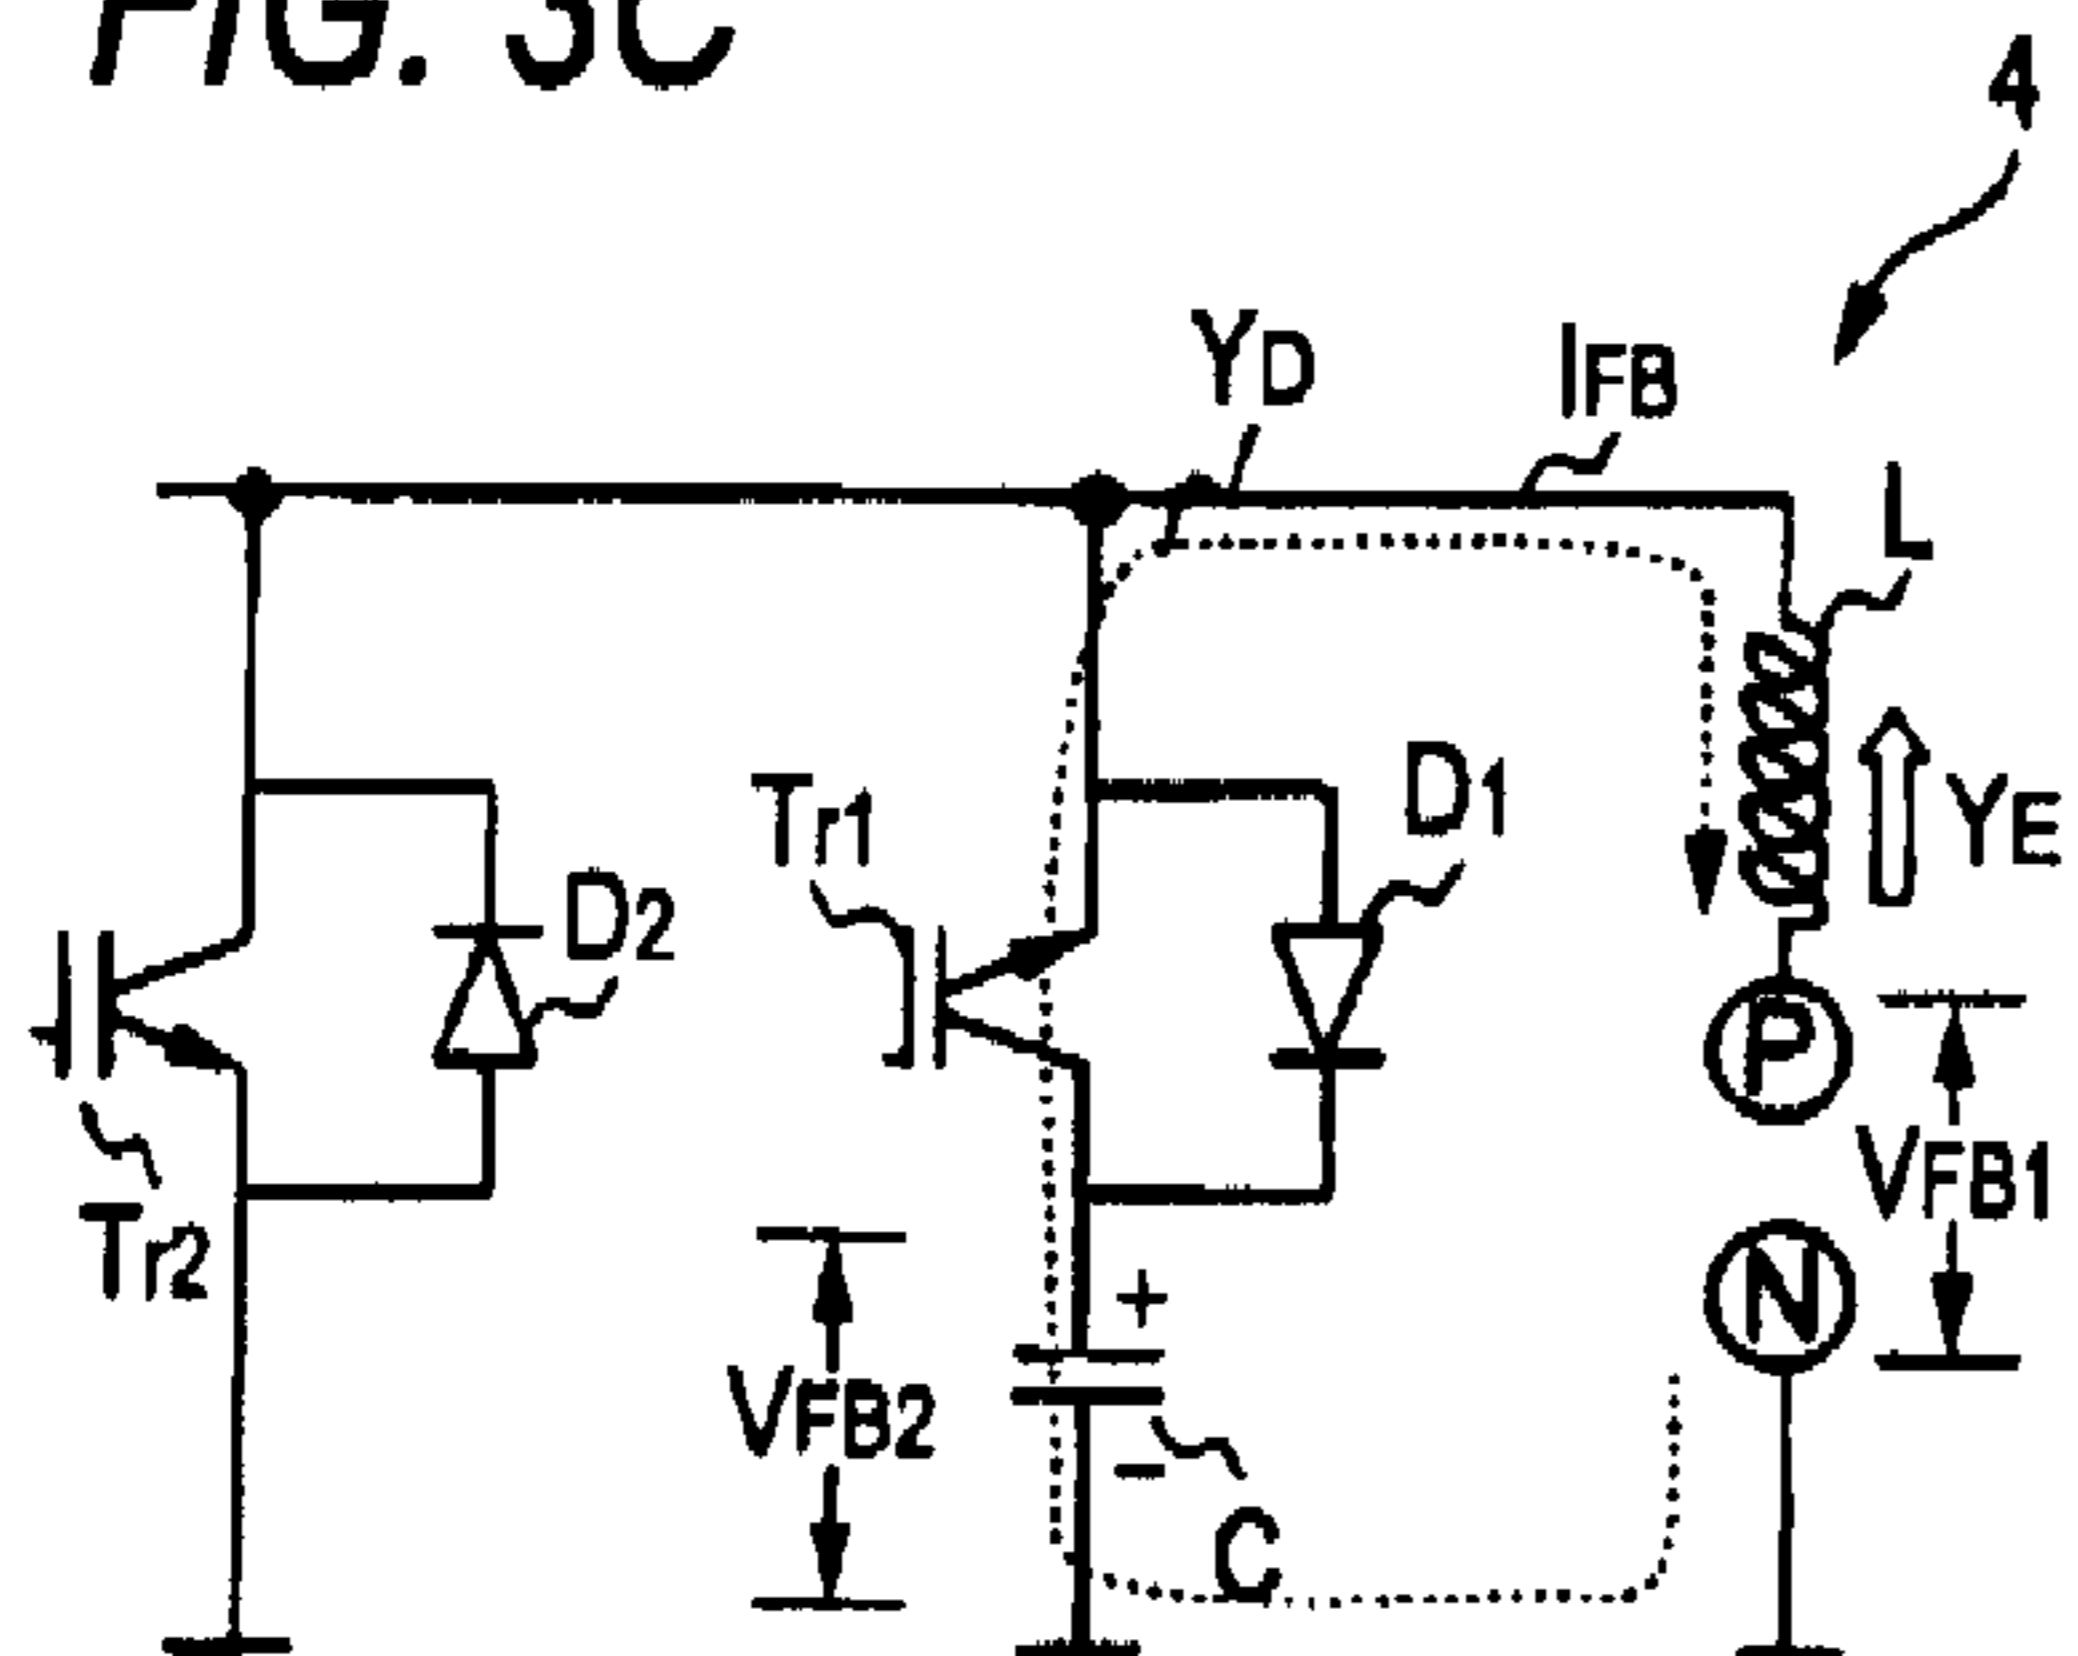 FIG. 3C
4
YD
IFB
L
D1
Tr1
YE
D2
P
VFB1
Tr2
N
+
VFB2
−
C